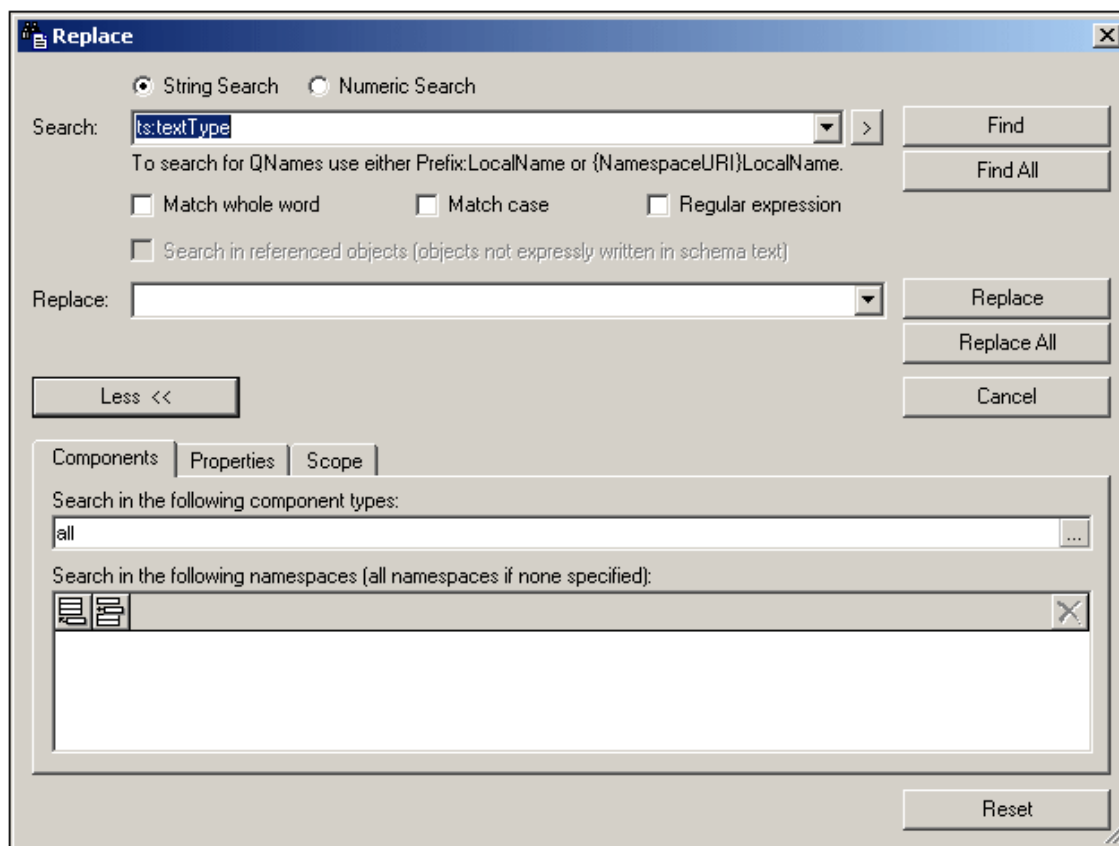 Replace
String Search Numeric Search
Search: ts:textType > Find
To search for QNames use either Prefix:LocalName or {NamespaceURI}LocalName.
Find All
Match whole word Match case Regular expression
Search in referenced objects (objects not expressly written in schema text)
Replace: Replace
Replace All
Less << Cancel
Components Properties Scope
Search in the following component types:
all ...
Search in the following namespaces (all namespaces if none specified):
Reset